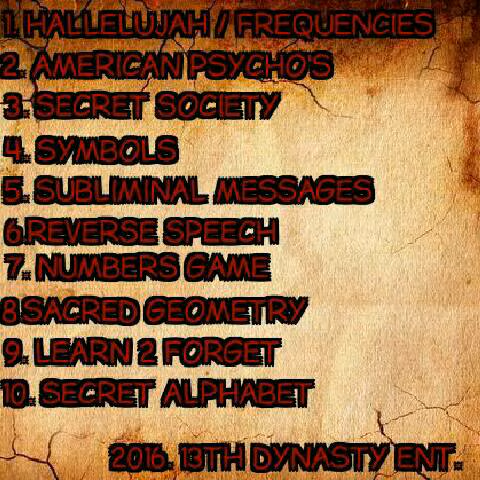 1. HALLELUJAH / FREQUENCIES
2. AMERICAN PSYCHO'S
3. SECRET SOCIETY
4. SYMBOLS
5. SUBLIMINAL MESSAGES
6.REVERSE SPEECH
7. NUMBERS GAME
8.SACRED GEOMETRY
9. LEARN 2 FORGET
10. SECRET ALPHABET
2016. 13TH DYNASTY ENT.